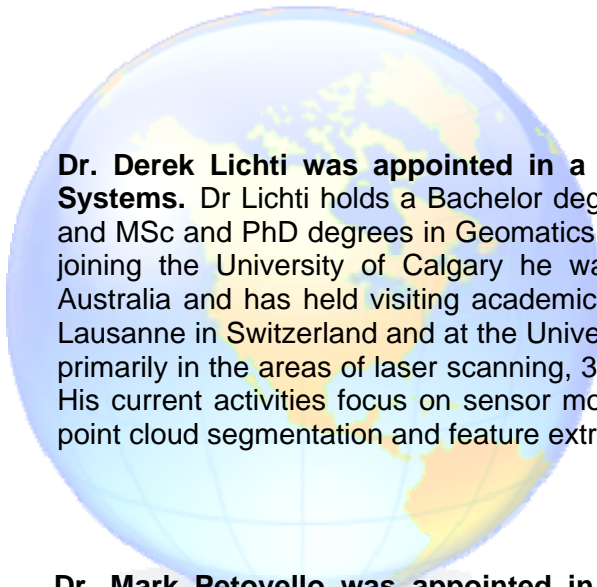 Dr. Derek Lichti was appointed in a
Systems. Dr Lichti holds a Bachelor deg
and MSc and PhD degrees in Geomatics
joining the University of Calgary he wa
Australia and has held visiting academic
Lausanne in Switzerland and at the Unive
primarily in the areas of laser scanning, 3
His current activities focus on sensor mo
point cloud segmentation and feature extr
Dr. Mark Petovello was appointed in